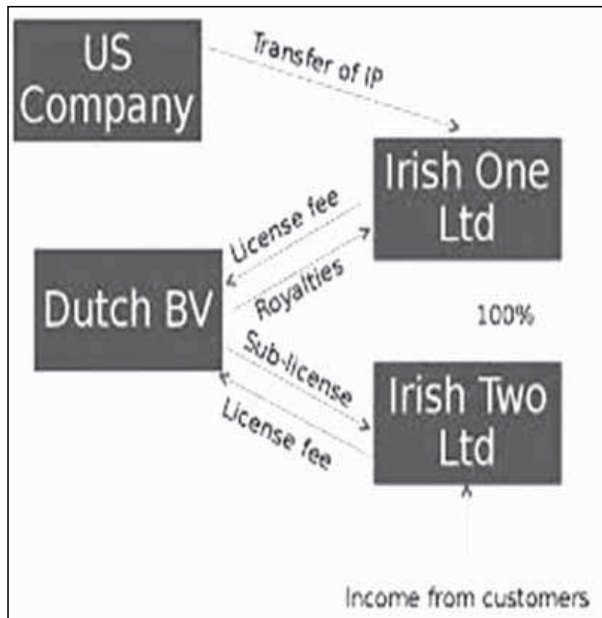 US
Company
Transfer of IP
Irish One
Ltd
License fee
Royalties
Dutch BV
100%
Sub-license
License fee
Irish Two
Ltd
Income from customers